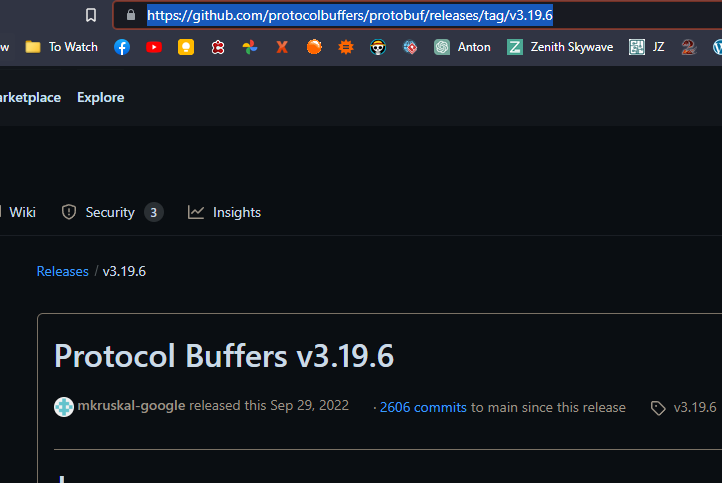 https://github.com/protocolbuffers/protobuf/releases/tag/v3.19.6
To Watch Anton Zenith Skywave JZ
Explore
Wiki Security 3 Insights
Releases / v3.19.6
Protocol Buffers v3.19.6
mkruskal-google released this Sep 29, 2022 · 2606 commits to main since this release v3.19.6